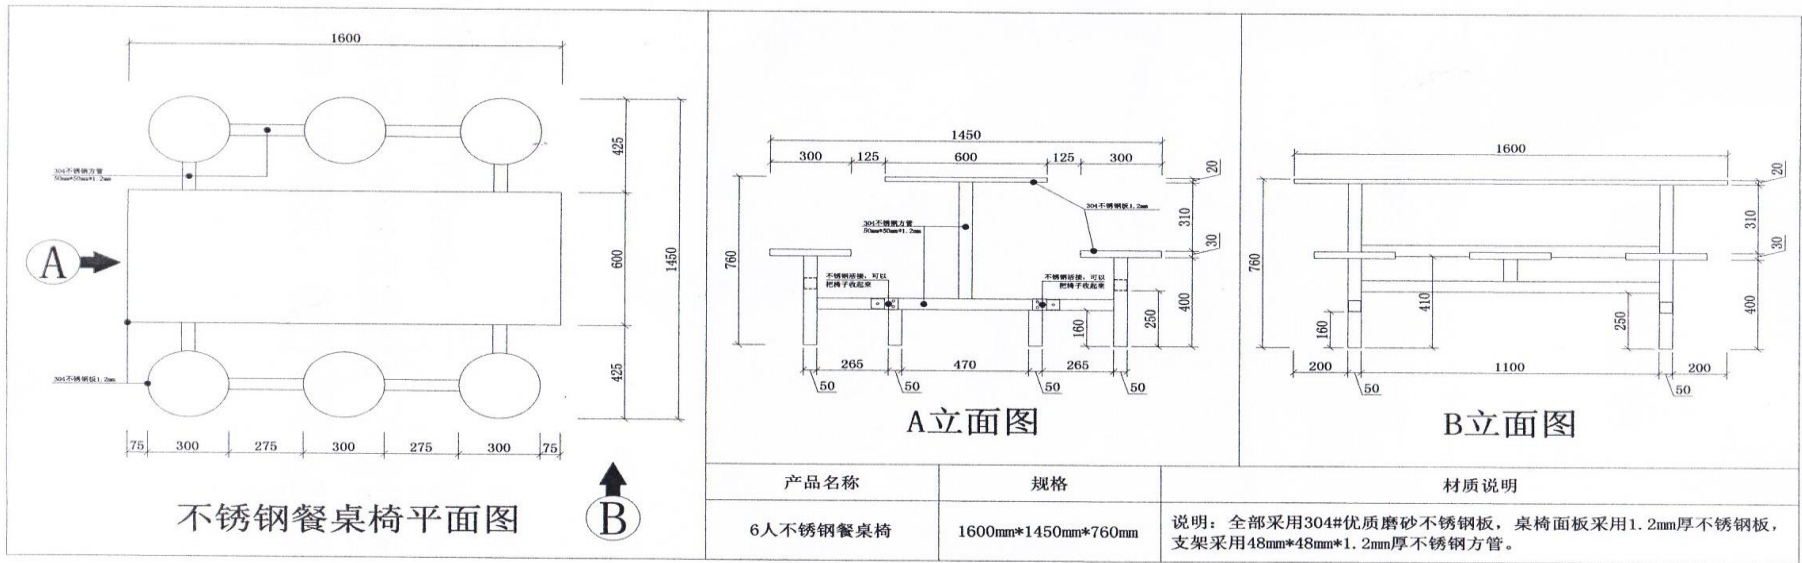 1600
304不锈钢方管
50mm*50mm*1.2mm
425
600
1450
425
A
304不锈钢板1.2mm
75
300
275
300
275
300
75
不锈钢餐桌椅平面图
B
1450
300
125
600
125
300
20
304不锈钢板1.2mm
304不锈钢方管
50mm*50mm*1.2mm
310
30
760
不锈钢活接,可以
把椅子收起来
不锈钢活接,可以
把椅子收起来
400
250
160
265
470
265
50
50
50
50
A立面图
1600
20
310
30
760
410
400
160
250
200
1100
200
50
50
B立面图
产品名称
规格
材质说明
6人不锈钢餐桌椅
1600mm*1450mm*760mm
说明: 全部采用304#优质磨砂不锈钢板, 桌椅面板采用1.2mm厚不锈钢板,
支架采用48mm*48mm*1.2mm厚不锈钢方管。